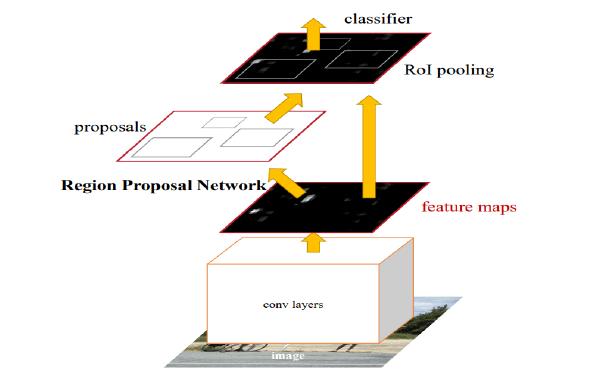 classifier
RoI pooling
proposals
Region Proposal Network
feature maps
conv layers
image